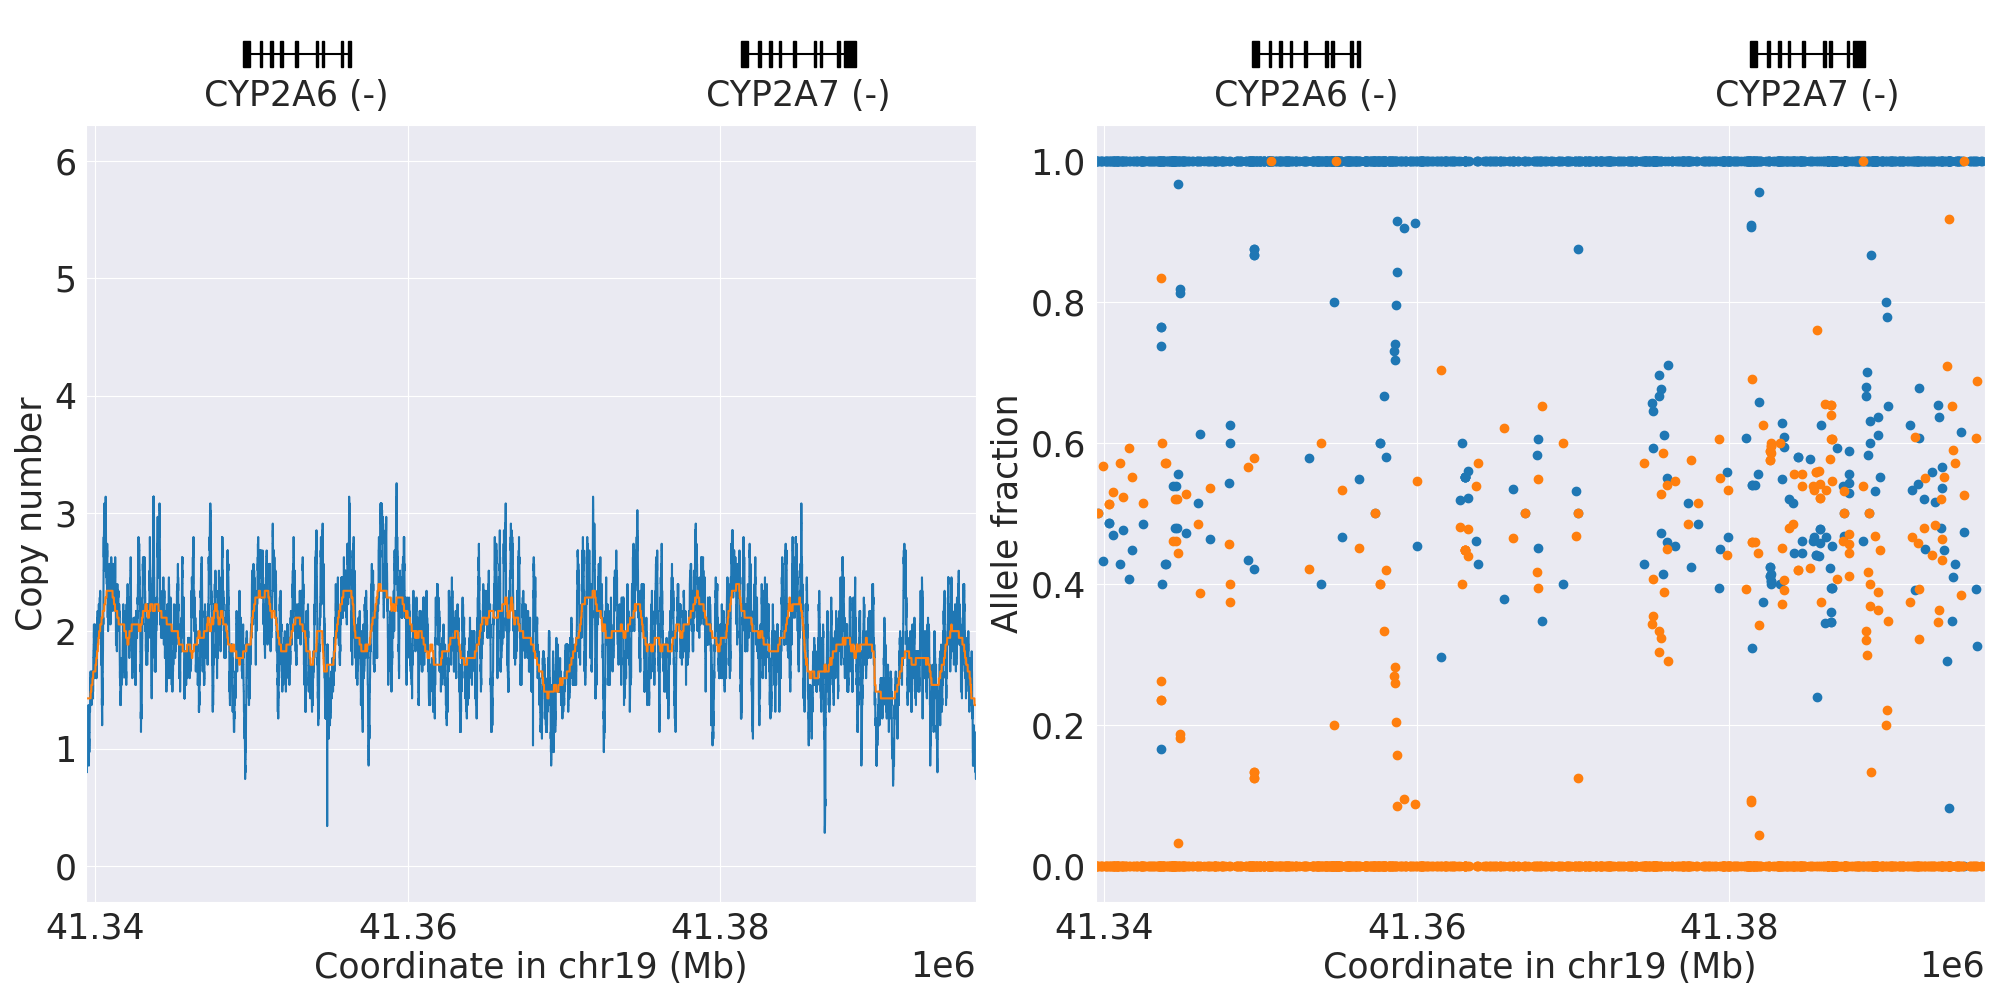 CYP2A6 (-)
CYP2A7 (-)
CYP2A6 (-)
CYP2A7 (-)
Copy number
6
5
4
3
2
1
0
41.34
41.36
41.38
Coordinate in chr19 (Mb)
1e6
Allele fraction
1.0
0.8
0.6
0.4
0.2
0.0
41.34
41.36
41.38
Coordinate in chr19 (Mb)
1e6